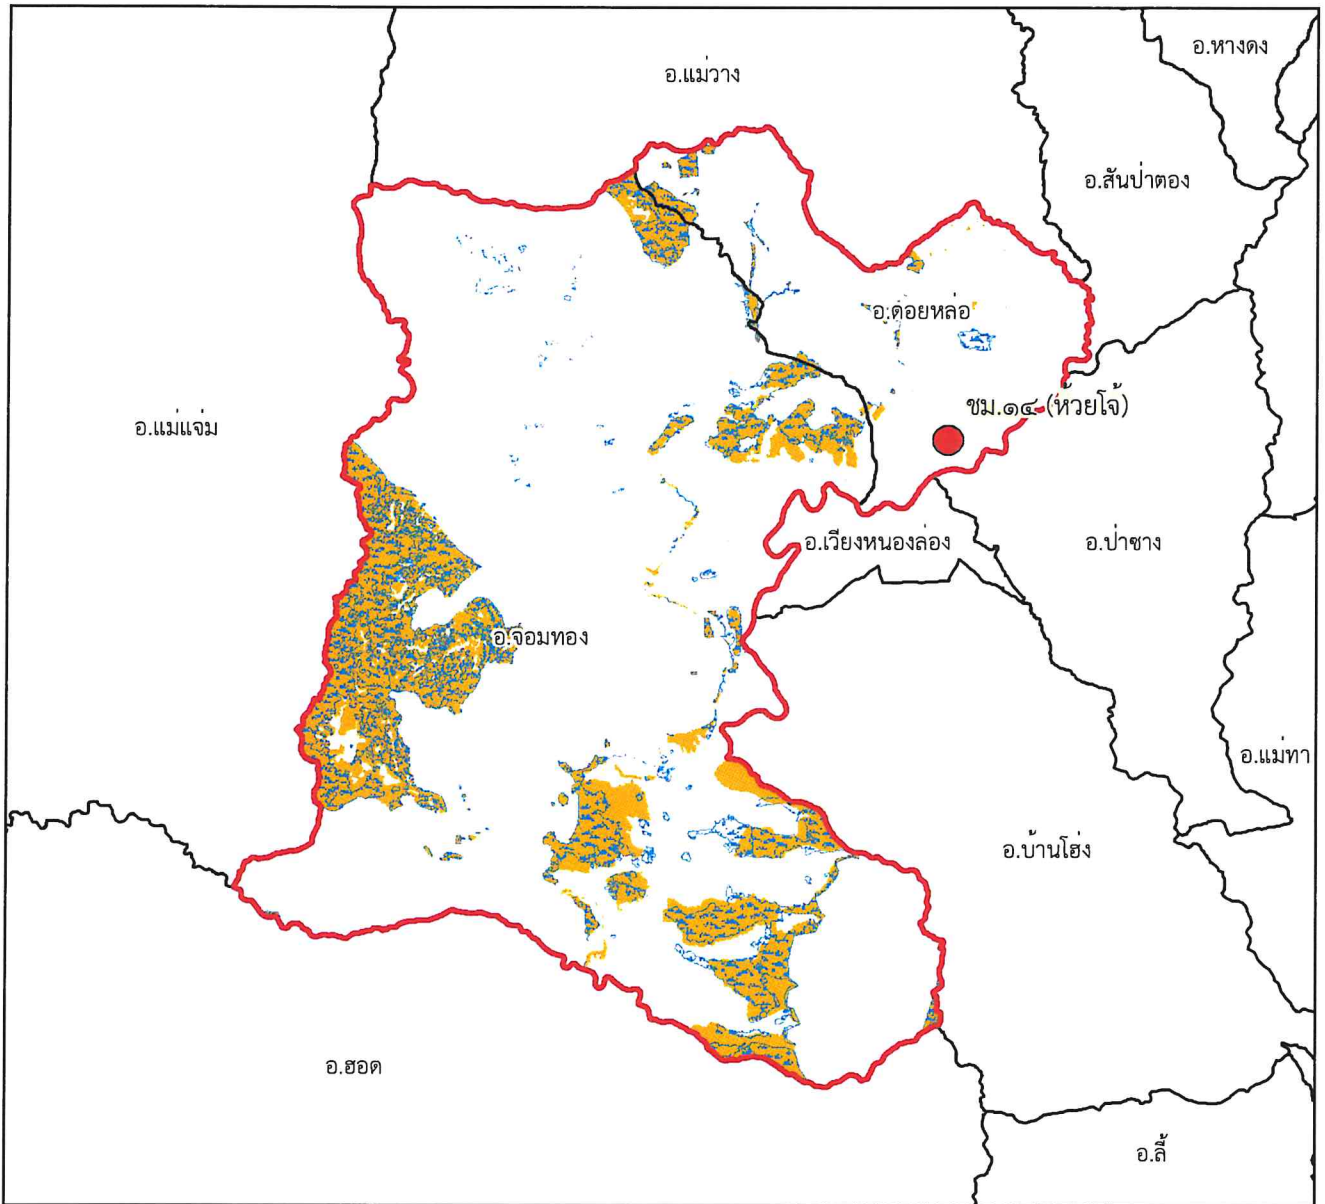 อ.หางดง
อ.แม่วาง
อ.สันป่าตอง
อ.ดอยหล่อ
ชม.๑๔ (ห้วยโจ้)
อ.แม่แจ่ม
อ.เวียงหนองล่อง
อ.ป่าซาง
อ.จอมทอง
อ.แม่ทา
อ.บ้านโฮ่ง
อ.ฮอด
อ.ลี้